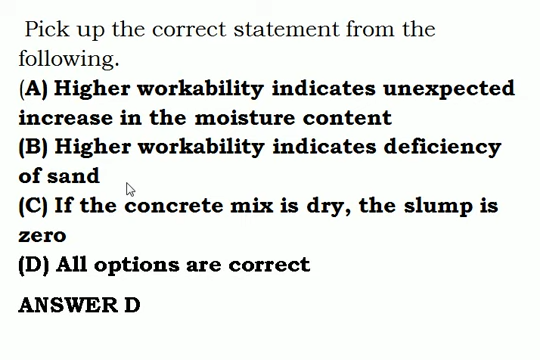 Pick up the correct statement from the
following.
(A) Higher workability indicates unexpected
increase in the moisture content
(B) Higher workability indicates deficiency
of sand
(C) If the concrete mix is dry, the slump is
zero
(D) All options are correct
ANSWER D